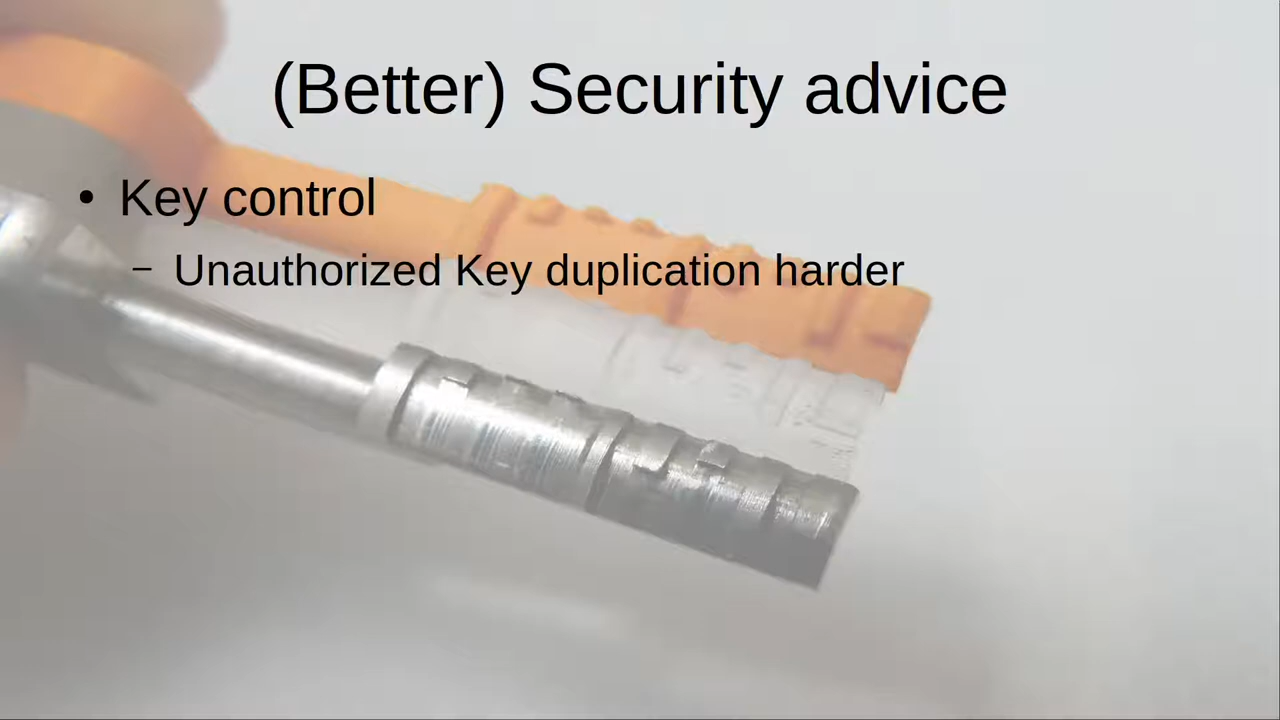 (Better) Security advice
• Key control
– Unauthorized Key duplication harder